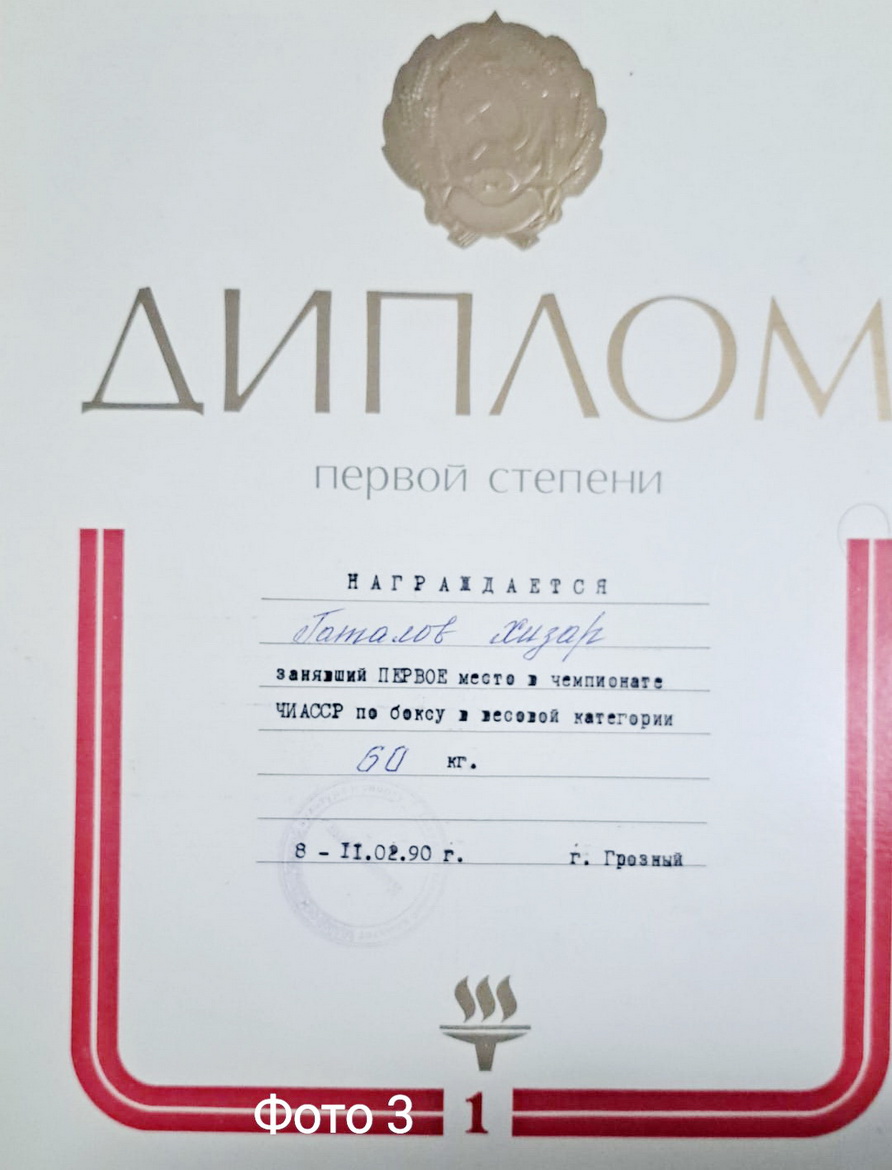 ДИПЛОМ
первой степени
НАГРАЖДАЕТСЯ
Гаталов Хизар
занявший ПЕРВОЕ место в чемпионате
ЧИАССР по боксу в весовой категории
60 кг.
8 - II.02.90 г. г. Грозный
1
Фото 3